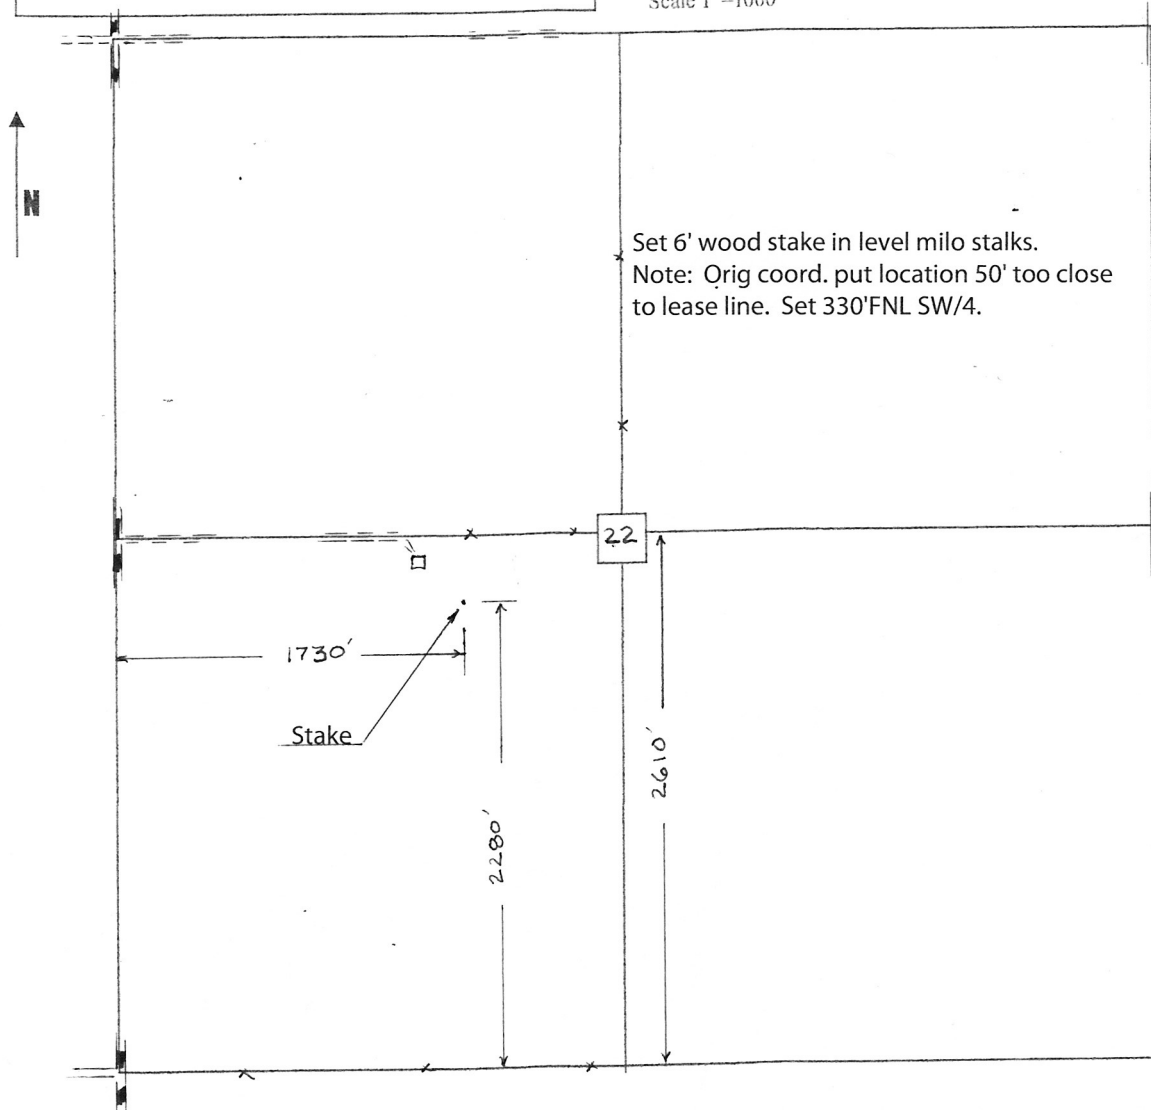 Scale 1"=1000'
N
Set 6' wood stake in level milo stalks.
Note: Orig coord. put location 50' too close
to lease line. Set 330'FNL SW/4.
22
1730'
Stake
2280'
2610'